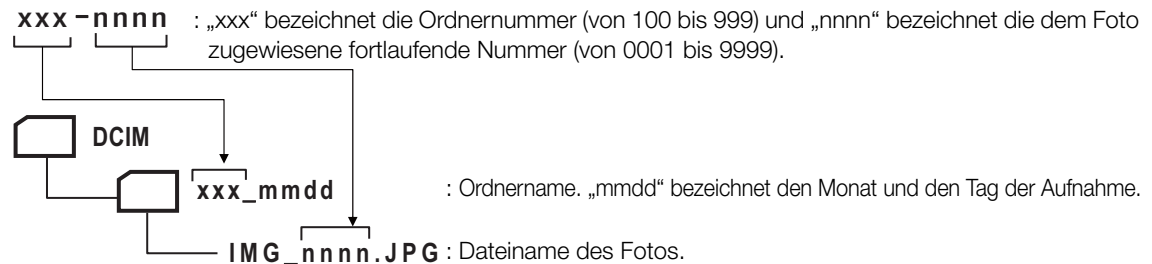 xxx–nnnn : „xxx“ bezeichnet die Ordnernummer (von 100 bis 999) und „nnnn“ bezeichnet die dem Foto
zugewiesene fortlaufende Nummer (von 0001 bis 9999).
DCIM
xxx_mmdd : Ordnername. „mmdd“ bezeichnet den Monat und den Tag der Aufnahme.
IMG_nnnn.JPG : Dateiname des Fotos.